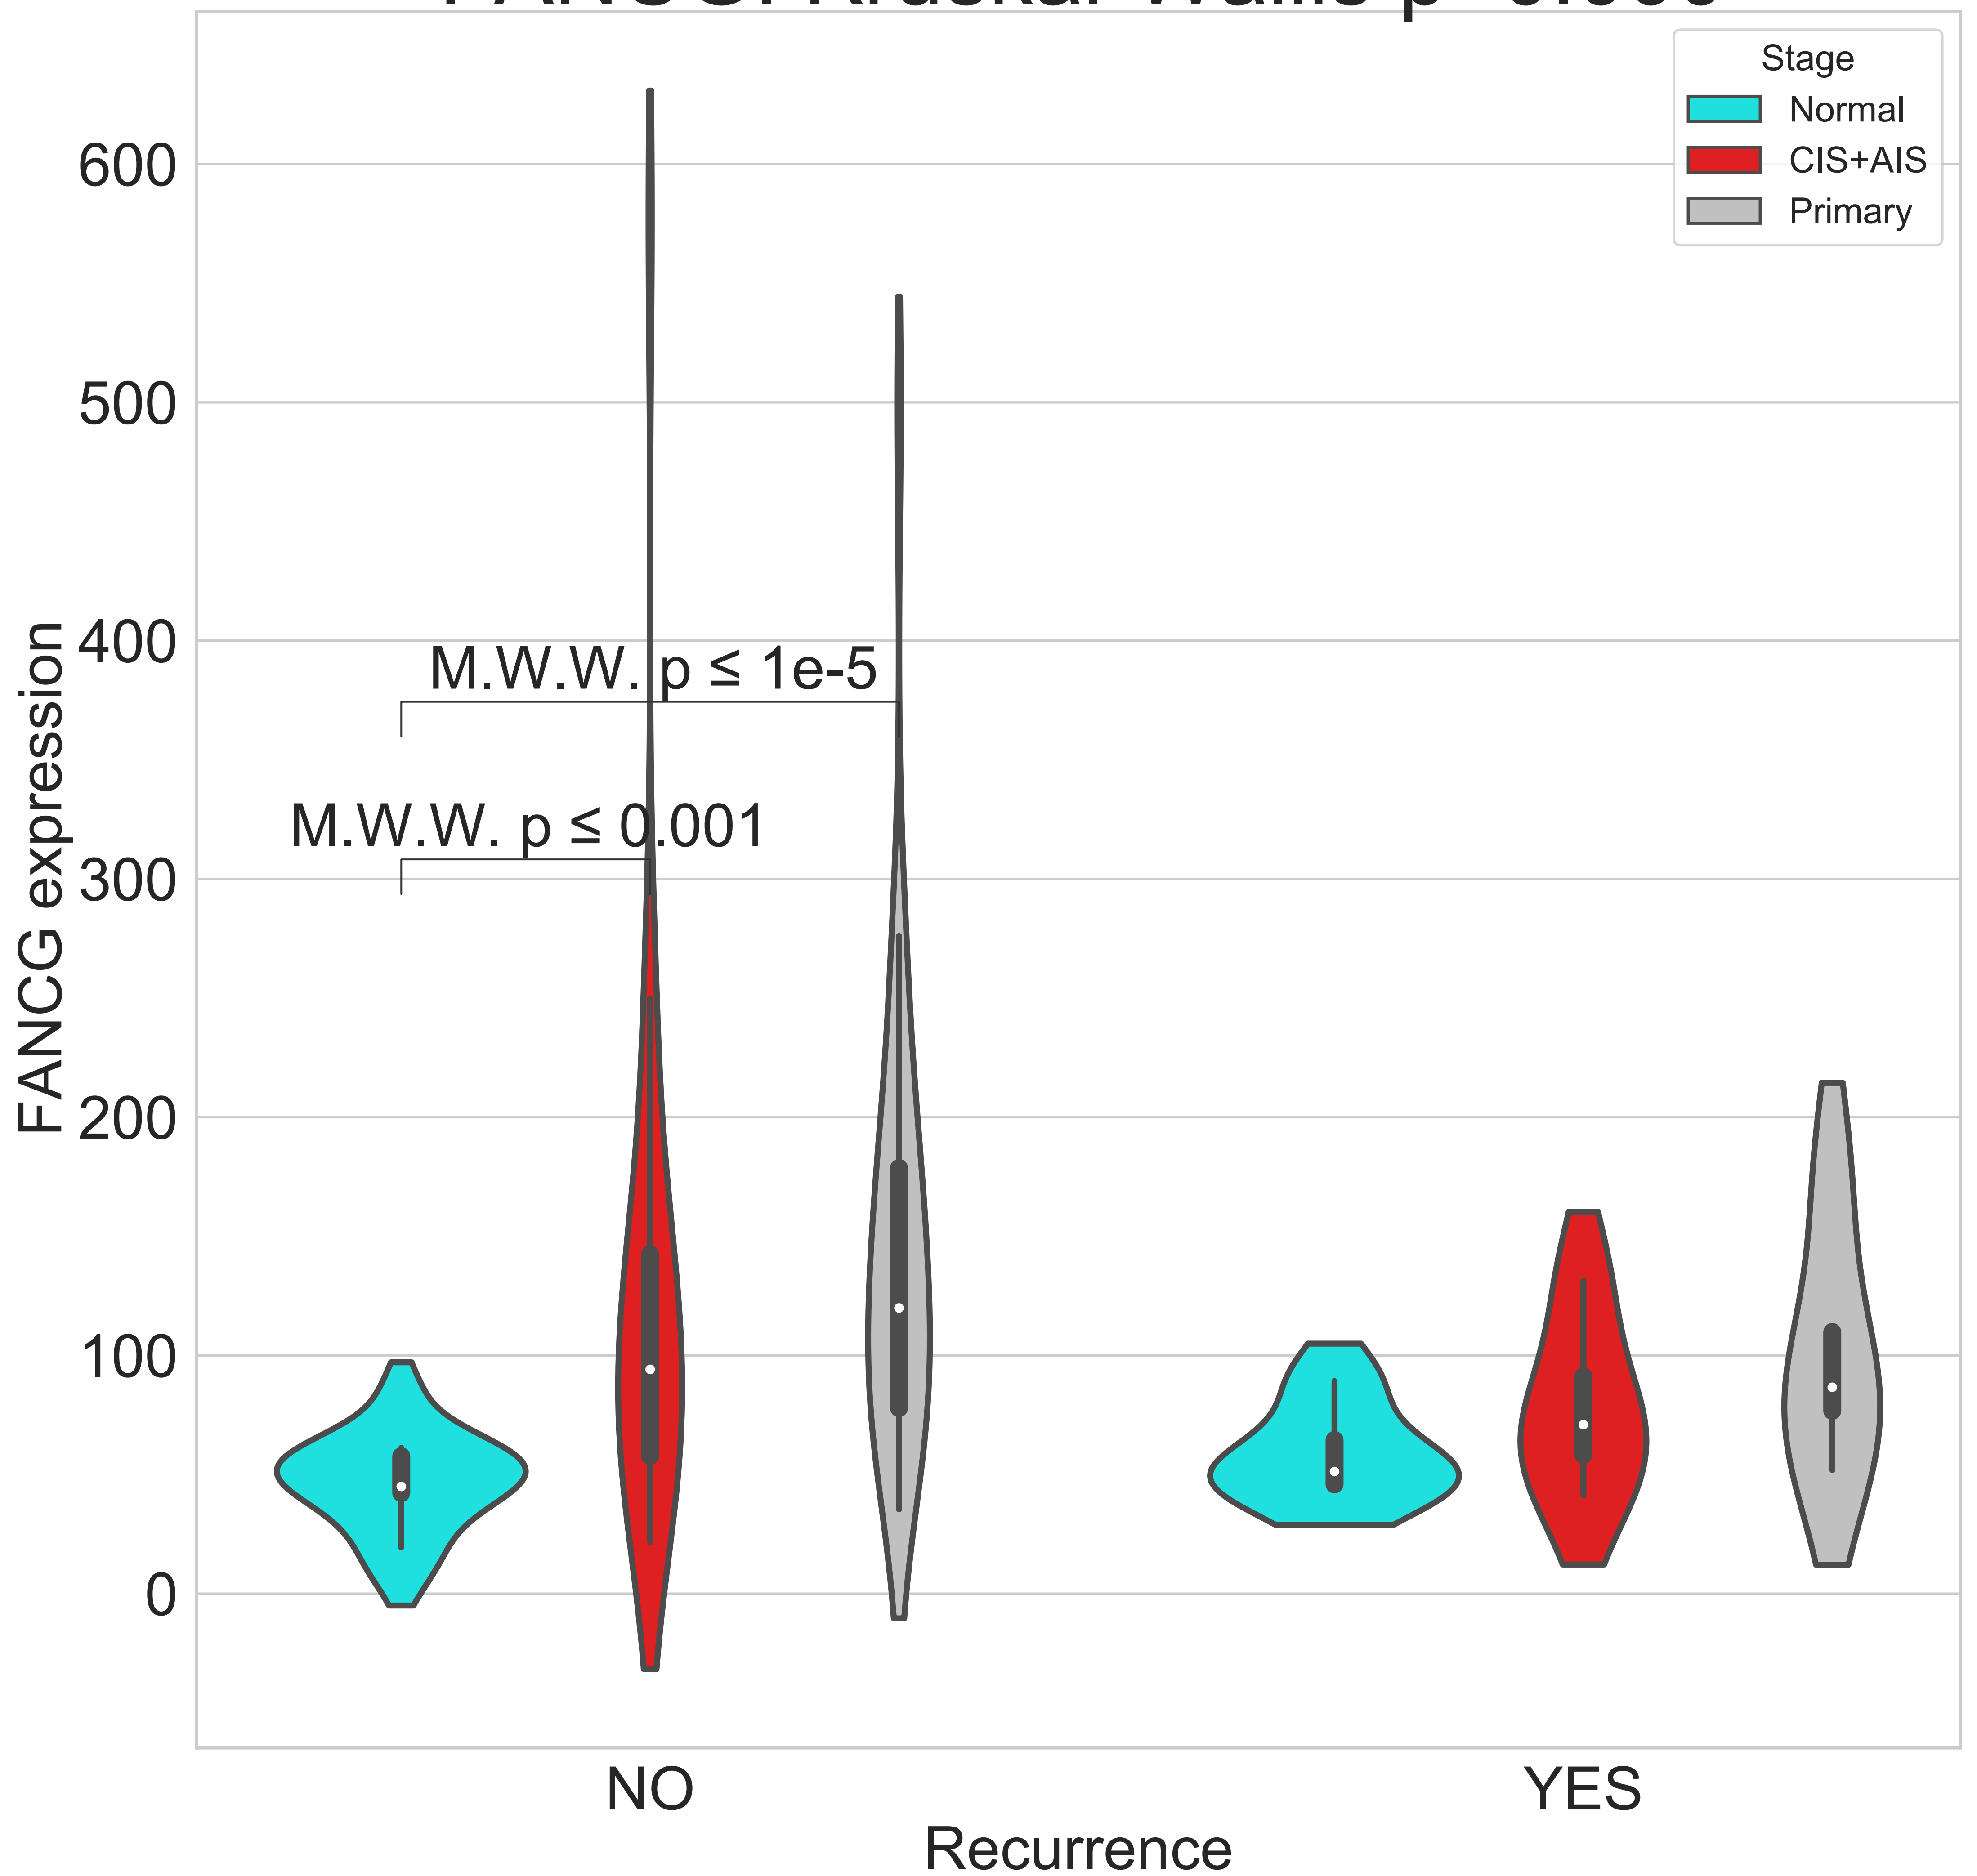 Stage
Normal
CIS+AIS
Primary
600
500
400
300
200
100
0
FANCG expression
M.W.W. p ≤ 1e-5
M.W.W. p ≤ 0.001
NO
YES
Recurrence